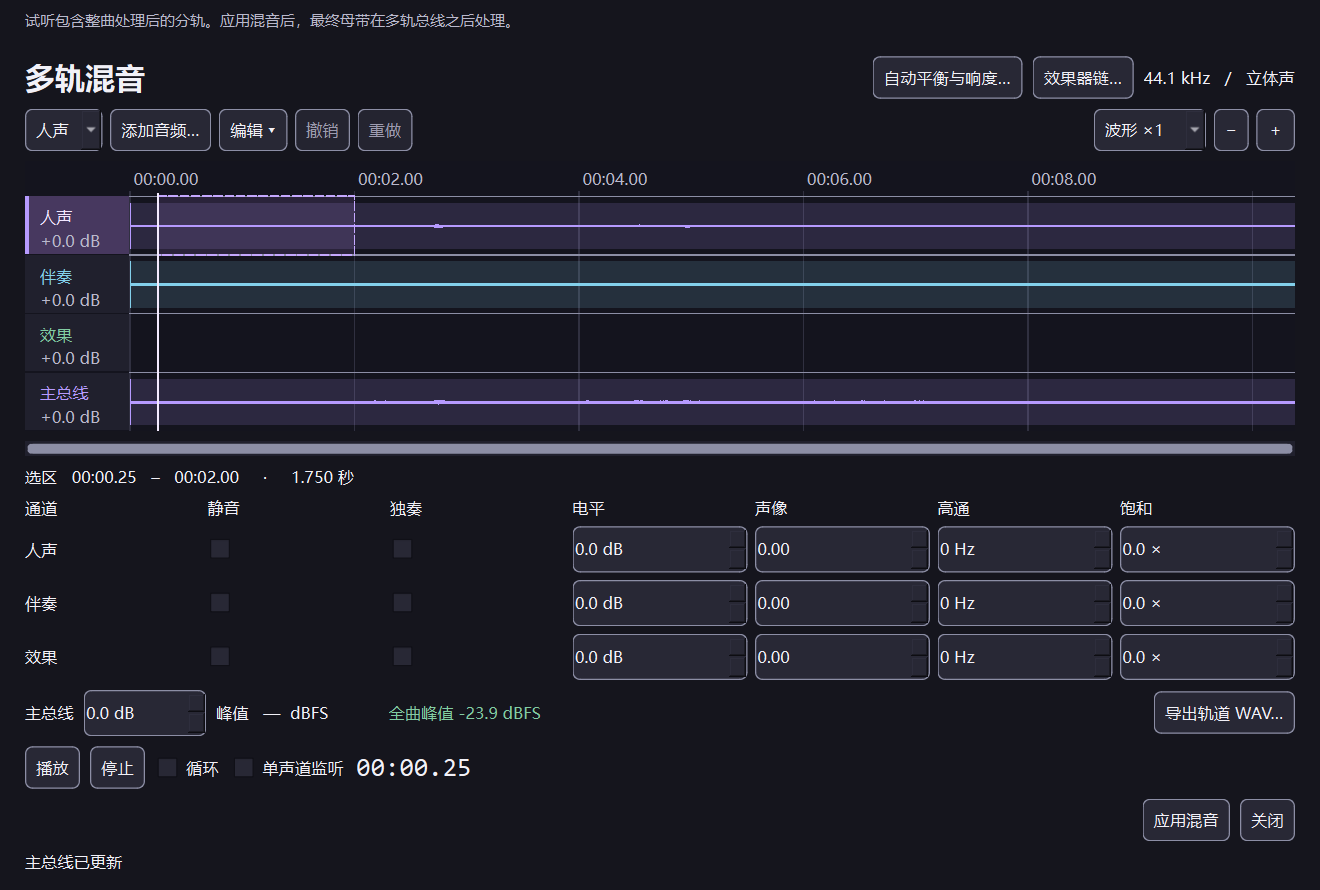 试听包含整曲处理后的分轨。应用混音后，最终母带在多轨总线之后处理。
多轨混音 自动平衡与响度... 效果器链... 44.1 kHz / 立体声
人声 添加音频... 编辑 撤销 重做 波形 ×1 − +
00:00.00 00:02.00 00:04.00 00:06.00 00:08.00
人声
+0.0 dB
伴奏
+0.0 dB
效果
+0.0 dB
主总线
+0.0 dB
选区 00:00.25 – 00:02.00 · 1.750 秒
通道 静音 独奏 电平 声像 高通 饱和
人声 0.0 dB 0.00 0 Hz 0.0 ×
伴奏 0.0 dB 0.00 0 Hz 0.0 ×
效果 0.0 dB 0.00 0 Hz 0.0 ×
主总线 0.0 dB 峰值 — dBFS 全曲峰值 -23.9 dBFS 导出轨道 WAV...
播放 停止 循环 单声道监听 00:00.25
应用混音 关闭
主总线已更新